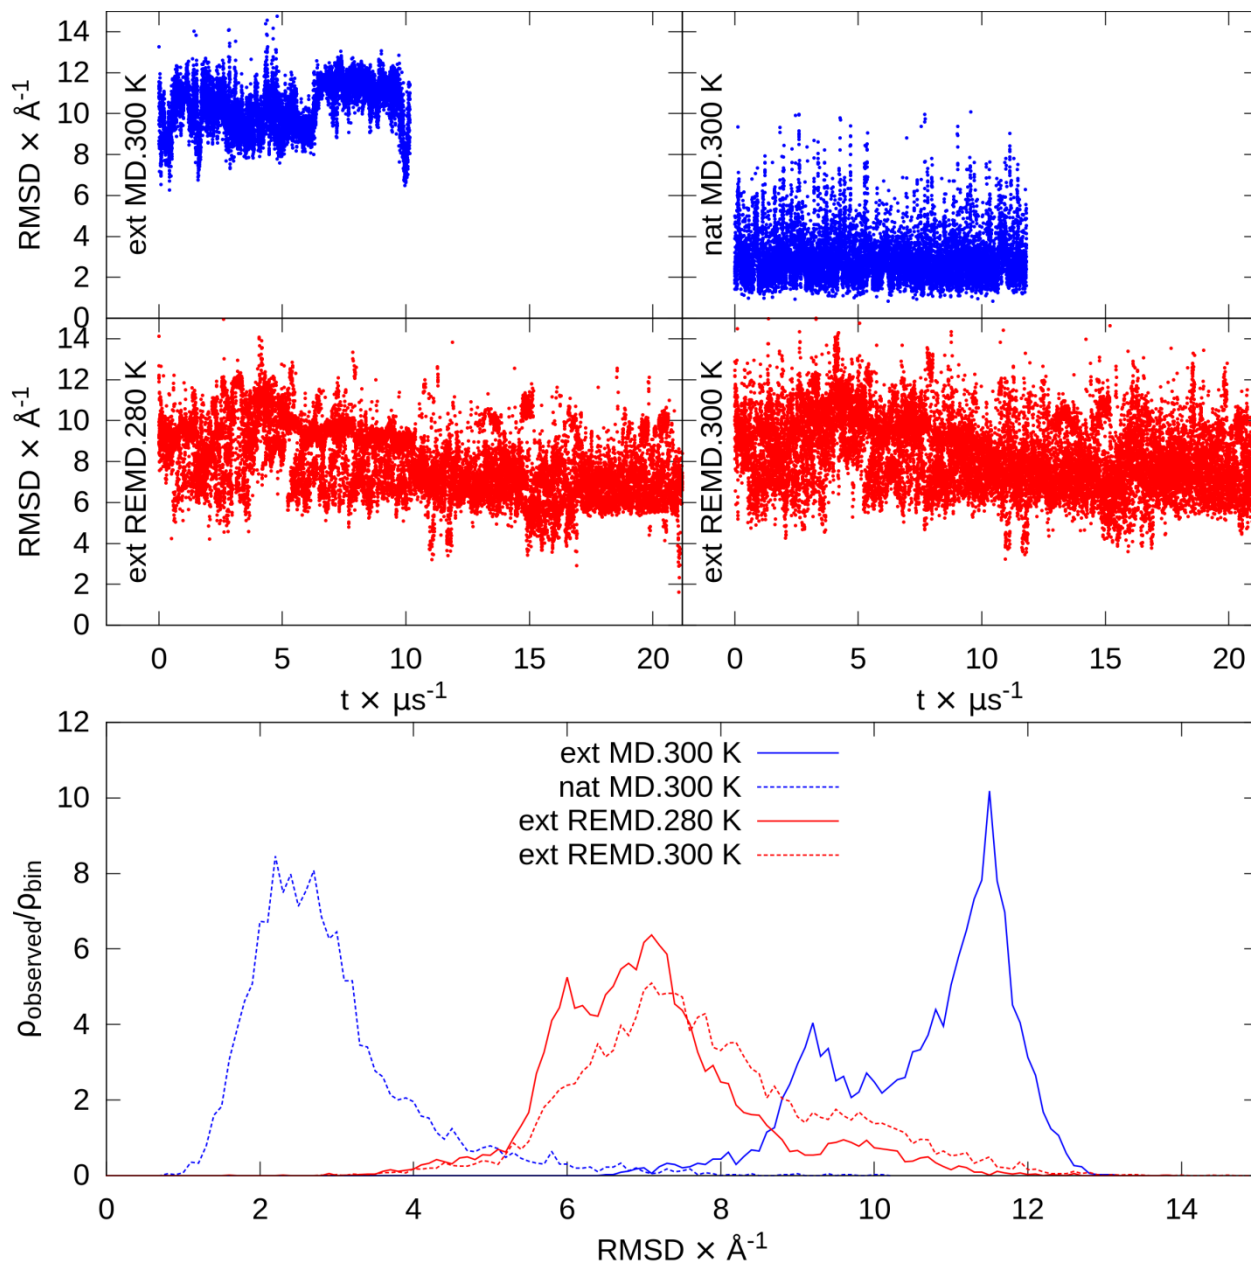 14
12
10
8
6
4
2
0
RMSD × Å⁻¹
ext MD.300 K
nat MD.300 K
14
12
10
8
6
4
2
0
RMSD × Å⁻¹
ext REMD.280 K
ext REMD.300 K
0 5 10 15 20
0 5 10 15 20
t × μs⁻¹
t × μs⁻¹
12
10
8
6
4
2
0
ρobserved/ρbin
ext MD.300 K
nat MD.300 K
ext REMD.280 K
ext REMD.300 K
0 2 4 6 8 10 12 14
RMSD × Å⁻¹